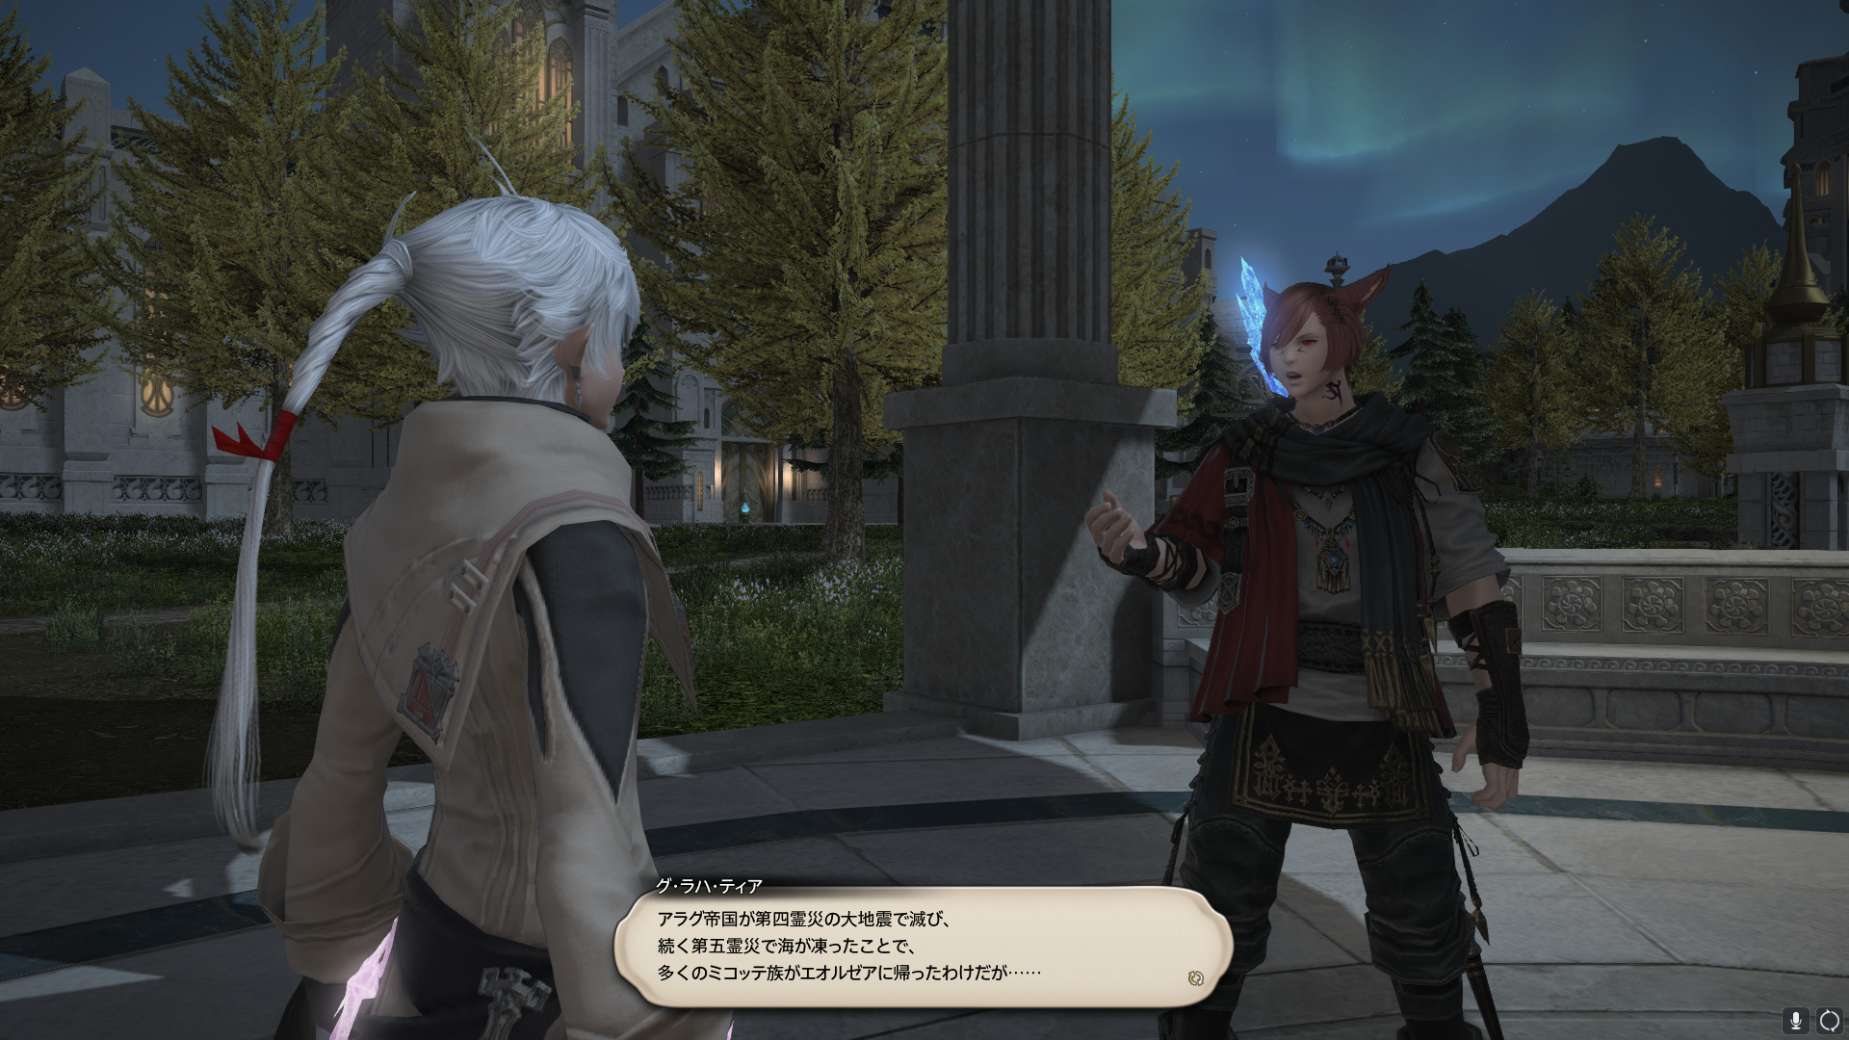 グ・ラハ・ティア
アラグ帝国が第四霊災の大地震で滅び、
続く第五霊災で海が凍ったことで、
多くのミコッテ族がエオルゼアに帰ったわけだが……